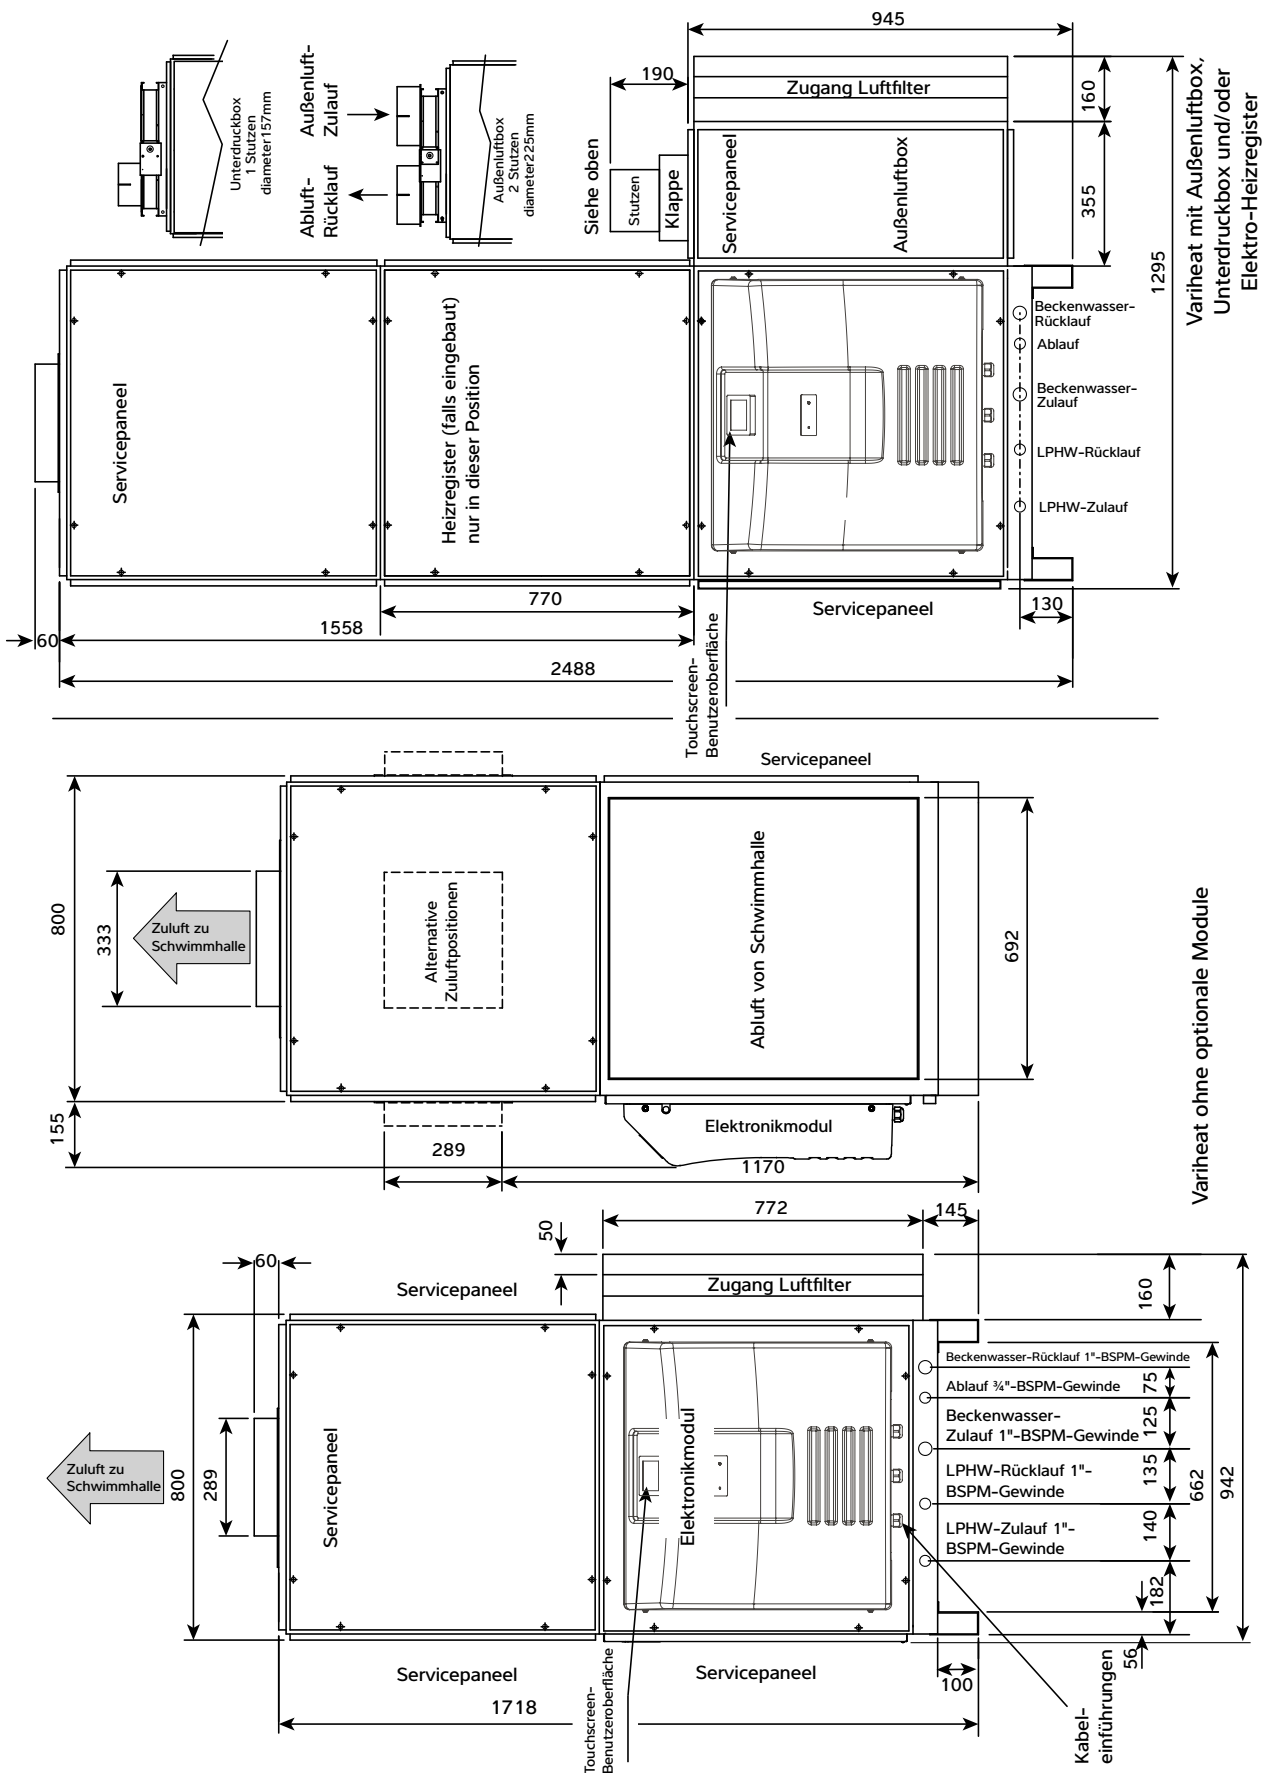 945
190
Zugang Luftfilter
160
355
1295
Unterdruckbox
1 Stutzen
diameter157mm
Außenluft-
Zulauf
Abluft-
Rücklauf
Außenluftbox
2 Stutzen
diameter225mm
Siehe oben
Stutzen
Klappe
Servicepaneel
Außenluftbox
Variheat mit Außenluftbox,
Unterdruckbox und/oder
Elektro-Heizregister
Servicepaneel
Heizregister (falls eingebaut)
nur in dieser Position
Beckenwasser-
Rücklauf
Ablauf
Beckenwasser-
Zulauf
LPHW-Rücklauf
LPHW-Zulauf
770
1558
60
2488
130
Servicepaneel
Touchscreen-
Benutzeroberfläche
Servicepaneel
800
333
Zuluft zu
Schwimmhalle
Alternative
Zuluftpositionen
Abluft von Schwimmhalle
692
155
289
Elektronikmodul
1170
Variheat ohne optionale Module
772
145
50
60
Servicepaneel
Zugang Luftfilter
160
Zuluft zu
Schwimmhalle
800
289
Servicepaneel
Elektronikmodul
Beckenwasser-Rücklauf 1"-BSPM-Gewinde
Ablauf ¾"-BSPM-Gewinde
Beckenwasser-
Zulauf 1"-BSPM-Gewinde
LPHW-Rücklauf 1"-
BSPM-Gewinde
LPHW-Zulauf 1"-
BSPM-Gewinde
75
125
135
140
182
662
942
56
100
Servicepaneel
Servicepaneel
1718
Touchscreen-
Benutzeroberfläche
Kabel-
einführungen